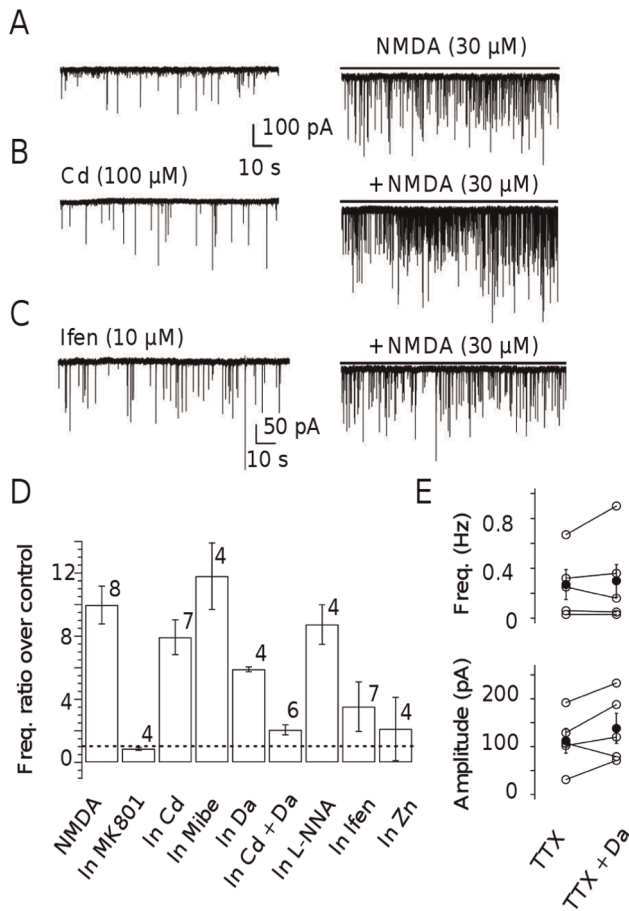 A
NMDA (30 µM)
100 pA
10 s
B
Cd (100 µM)
+NMDA (30 µM)
C
Ifen (10 µM)
+NMDA (30 µM)
50 pA
10 s
D
Freq. ratio over control
12
8
4
0
8
4
7
4
4
6
4
7
4
NMDA
In MK801
In Cd
In Mibe
In Da
In Cd + Da
In L-NNA
In Ifen
In Zn
E
Freq. (Hz)
0.8
0.4
0
Amplitude (pA)
200
100
0
TTX
TTX + Da